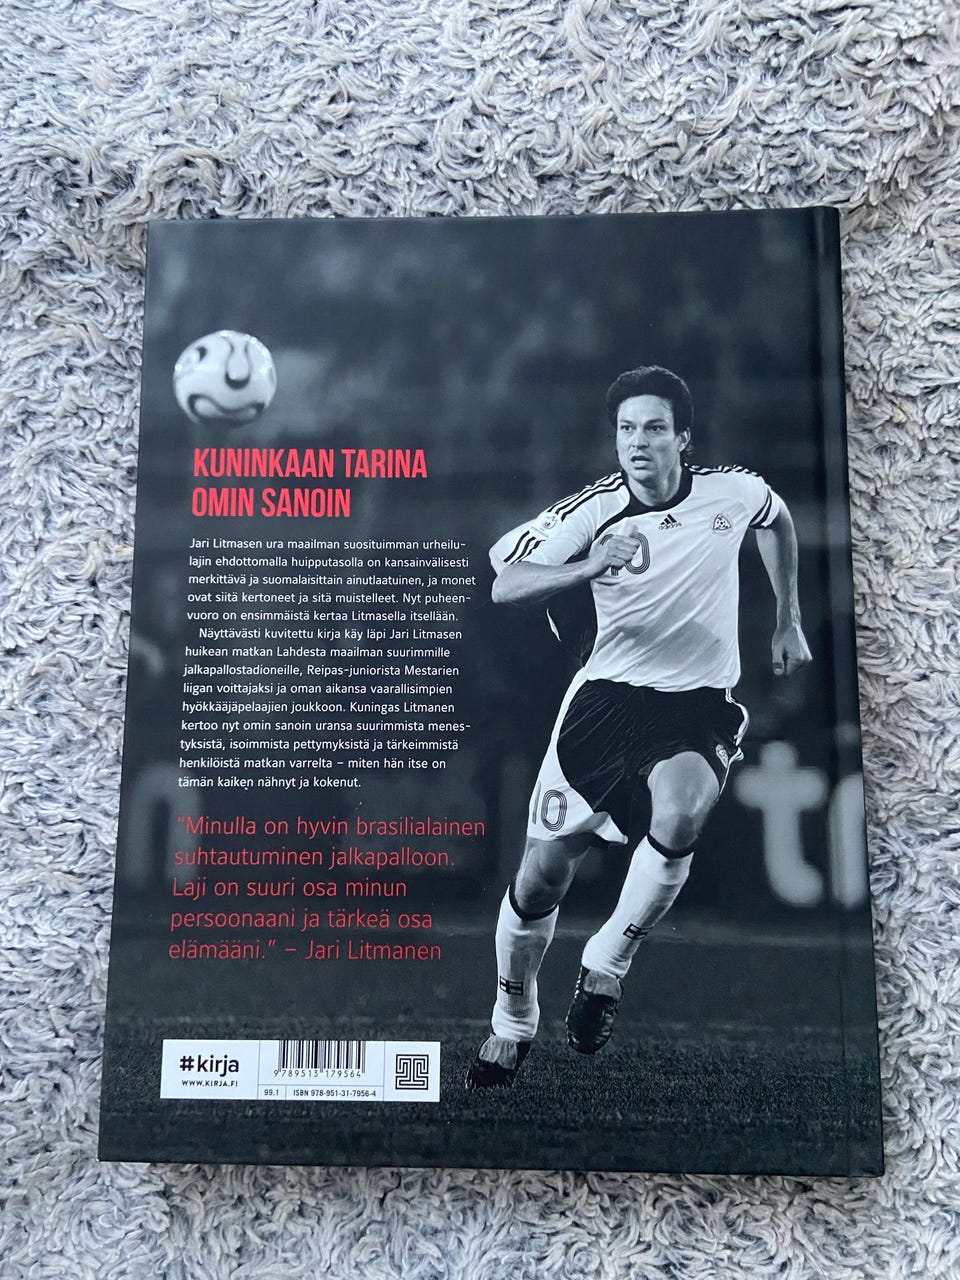 KUNINKAAN TARINA
OMIN SANOIN
Jari Litmasen ura maailman suosituimman urheilu-
lajin ehdottomalla huipputasolla on kansainvälisesti
merkittävä ja suomalaisittain ainutlaatuinen, ja monet
ovat siitä kertoneet ja sitä muistelleet. Nyt puheen-
vuoro on ensimmäistä kertaa Litmasella itsellään.
Näyttävästi kuvitettu kirja käy läpi Jari Litmasen
huikean matkan Lahdesta maailman suurimmille
jalkapallostadioneille, Reipas-juniorista Mestarien
liigan voittajaksi ja oman aikansa vaarallisimpien
hyökkääjäpelaajien joukkoon. Kuningas Litmanen
kertoo nyt omin sanoin uransa suurimmista menes-
tyksistä, isoimmista pettymyksistä ja tärkeimmistä
henkilöistä matkan varrelta – miten hän itse on
tämän kaiken nähnyt ja kokenut.
"Minulla on hyvin brasilialainen
suhtautuminen jalkapalloon.
Laji on suuri osa minun
persoonaani ja tärkeä osa
elämääni." – Jari Litmanen
adidas
10
10
t
#kirja
WWW.KIRJA.FI
9 789513 179564
99.1
ISBN 978-951-31-7956-4